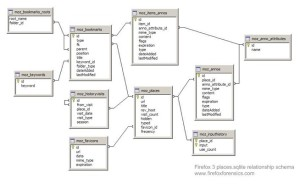 moz_bookmarks_roots
root_name
folder_id
moz_bookmarks
id
type
fk
parent
position
title
keyword_id
folder_type
dateAdded
lastModified
moz_items_annos
id
item_id
anno_attribute_id
mime_type
content
flags
expiration
type
dateAdded
lastModified
moz_anno_attributes
id
name
moz_keywords
id
keyword
moz_historyvisits
id
from_visit
place_id
visit_date
visit_type
session
moz_places
id
url
title
rev_host
visit_count
hidden
typed
favicon_id
frecency
moz_annos
id
place_id
anno_attribute_id
mime_type
content
flags
expiration
type
dateAdded
lastModified
moz_favicons
id
url
data
mime_type
expiration
moz_inputhistory
place_id
input
use_count
Firefox 3 places.sqlite relationship schema
www.firefoxforensics.com